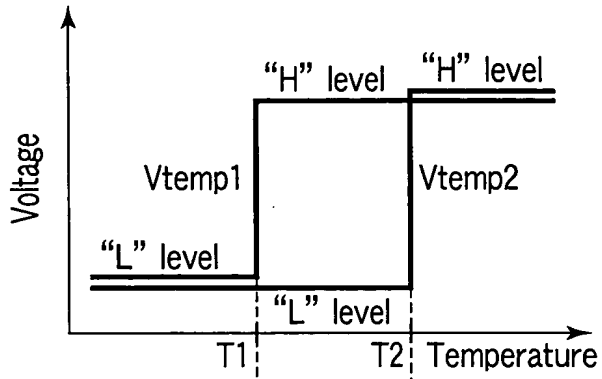 “H” level
“H” level
Vtemp1
Vtemp2
Voltage
“L” level
“L” level
T1
T2
Temperature